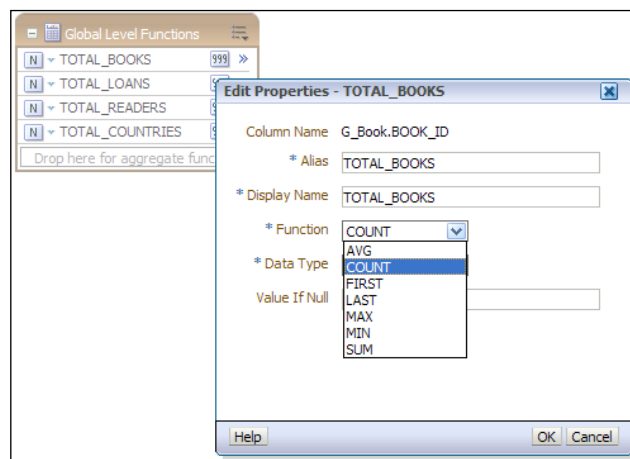 Global Level Functions
N TOTAL_BOOKS 999 »
N TOTAL_LOANS
N TOTAL_READERS
N TOTAL_COUNTRIES
Drop here for aggregate func
Edit Properties - TOTAL_BOOKS
Column Name G_Book.BOOK_ID
* Alias TOTAL_BOOKS
* Display Name TOTAL_BOOKS
* Function COUNT
* Data Type
AVG
COUNT
FIRST
LAST
MAX
MIN
SUM
Value If Null
Help OK Cancel